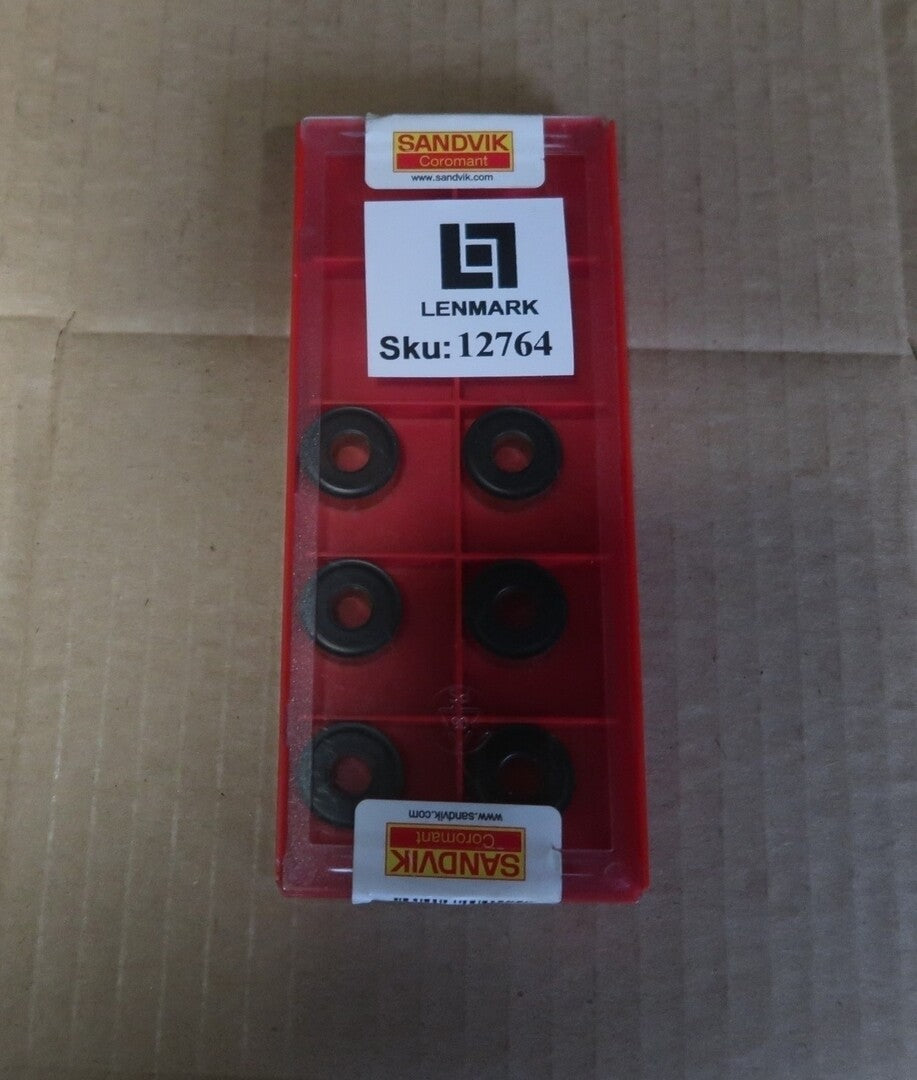 SANDVIK
Coromant
www.sandvik.com
LENMARK
Sku: 12764
www.sandvik.com
Coromant
SANDVIK